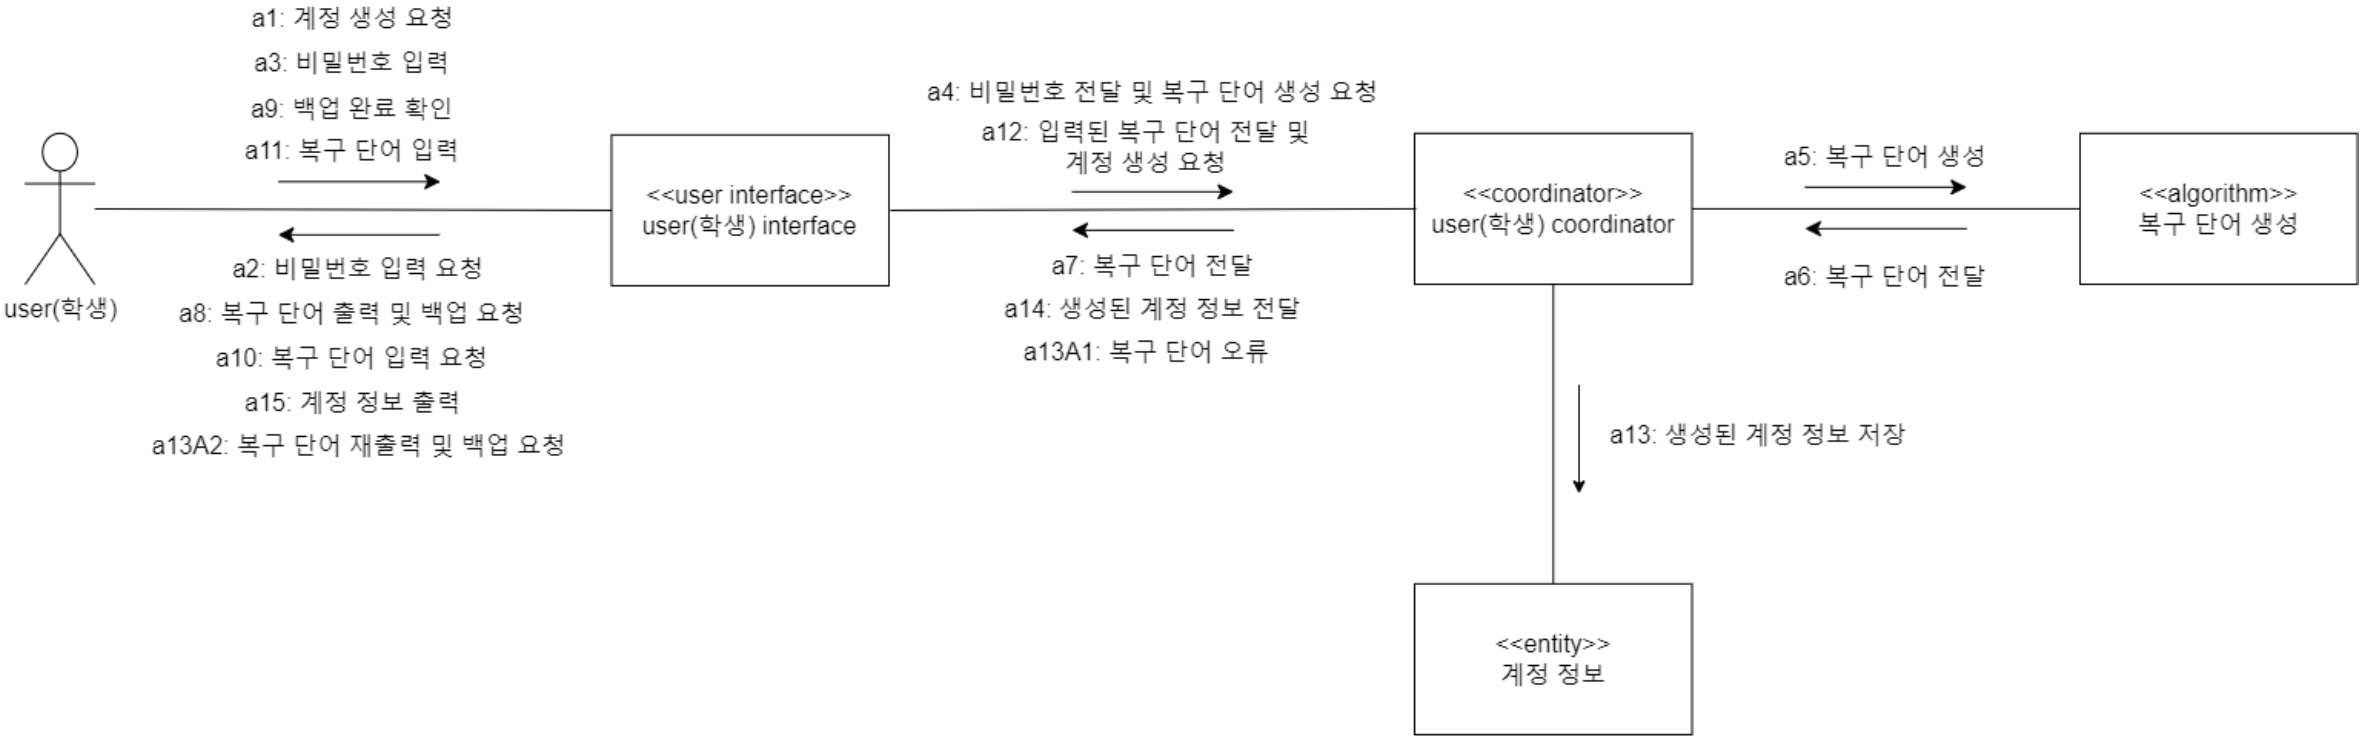 a1: 계정 생성 요청
a3: 비밀번호 입력
a9: 백업 완료 확인
a11: 복구 단어 입력
user(학생)
a2: 비밀번호 입력 요청
a8: 복구 단어 출력 및 백업 요청
a10: 복구 단어 입력 요청
a15: 계정 정보 출력
a13A2: 복구 단어 재출력 및 백업 요청
<<user interface>>
user(학생) interface
a4: 비밀번호 전달 및 복구 단어 생성 요청
a12: 입력된 복구 단어 전달 및
계정 생성 요청
a7: 복구 단어 전달
a14: 생성된 계정 정보 전달
a13A1: 복구 단어 오류
<<coordinator>>
user(학생) coordinator
a5: 복구 단어 생성
a6: 복구 단어 전달
<<algorithm>>
복구 단어 생성
a13: 생성된 계정 정보 저장
<<entity>>
계정 정보